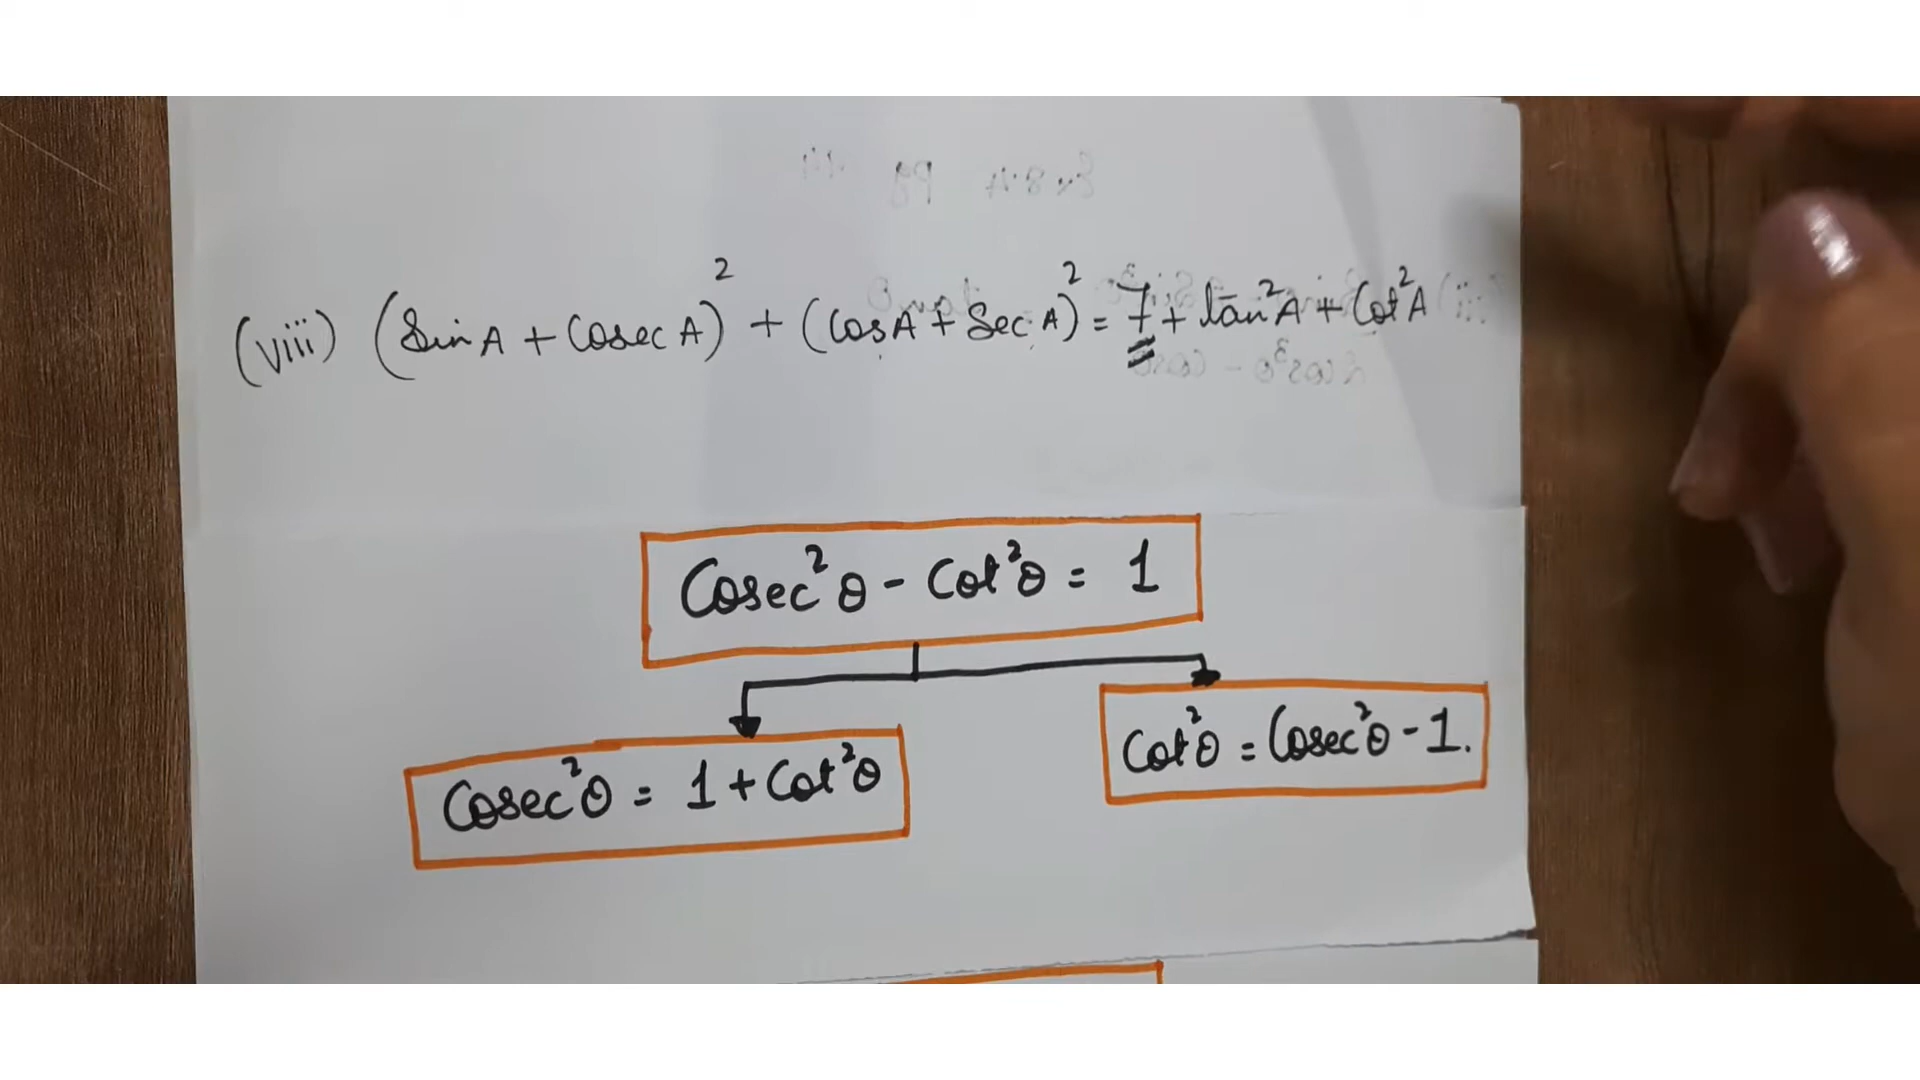 (viii) (Sin A + Cosec A)² + (Cos A + Sec A)² = 7 + tan²A + Cot²A
Cosec²θ - Cot²θ = 1
Cosec²θ = 1 + Cot²θ
Cot²θ = Cosec²θ - 1.